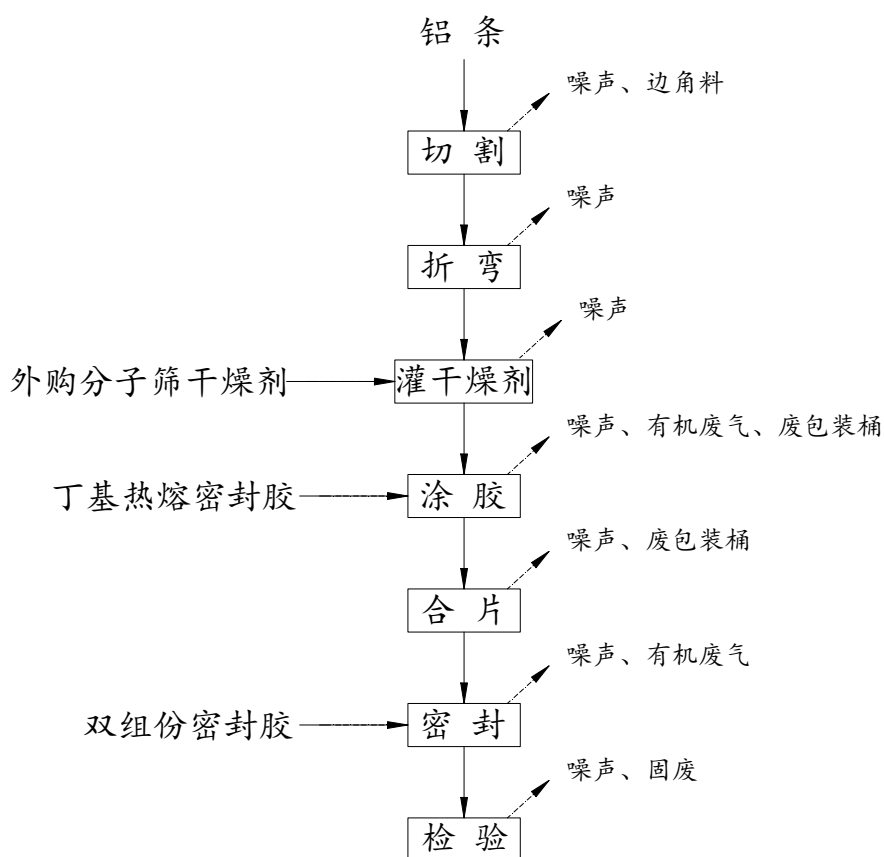 铝条
噪声、边角料
切割
噪声
折弯
噪声
外购分子筛干燥剂
灌干燥剂
噪声、有机废气、废包装桶
丁基热熔密封胶
涂胶
噪声、废包装桶
合片
噪声、有机废气
双组份密封胶
密封
噪声、固废
检验